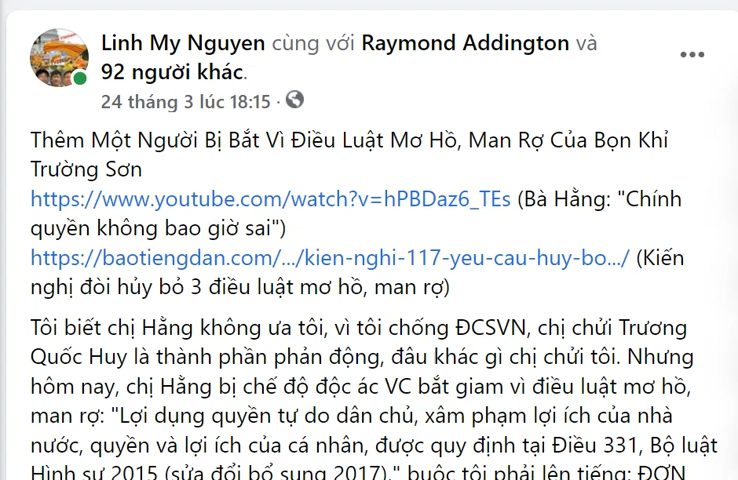 Linh My Nguyen cùng với Raymond Addington và
92 người khác.
24 tháng 3 lúc 18:15 ·
Thêm Một Người Bị Bắt Vì Điều Luật Mơ Hồ, Man Rợ Của Bọn Khỉ
Trường Sơn
https://www.youtube.com/watch?v=hPBDaz6_TEs (Bà Hằng: "Chính
quyền không bao giờ sai")
https://baotiengdan.com/.../kien-nghi-117-yeu-cau-huy-bo.../ (Kiến
nghị đòi hủy bỏ 3 điều luật mơ hồ, man rợ)
Tôi biết chị Hằng không ưa tôi, vì tôi chống ĐCSVN, chị chửi Trương
Quốc Huy là thành phần phản động, đâu khác gì chị chửi tôi. Nhưng
hôm nay, chị Hằng bị chế độ độc ác VC bắt giam vì điều luật mơ hồ,
man rợ: "Lợi dụng quyền tự do dân chủ, xâm phạm lợi ích của nhà
nước, quyền và lợi ích của cá nhân, được quy định tại Điều 331, Bộ luật
Hình sự 2015 (sửa đổi bổ sung 2017)." buộc tôi phải lên tiếng: ĐƠN